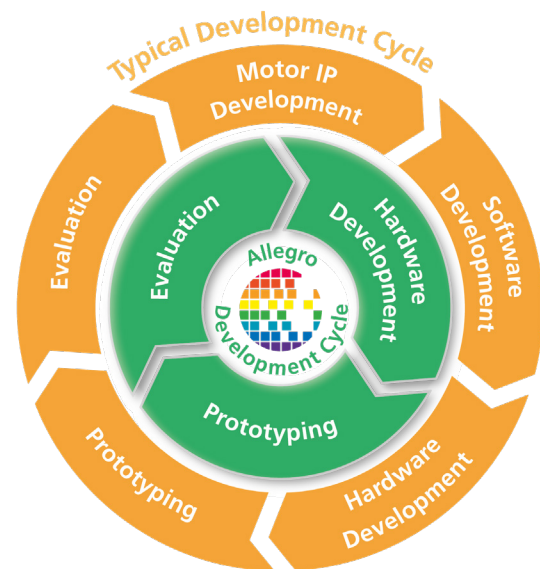 Typical Development Cycle
Motor IP
Development
Software
Development
Hardware
Development
Prototyping
Evaluation
Evaluation
Hardware
Development
Prototyping
Allegro
Development Cycle